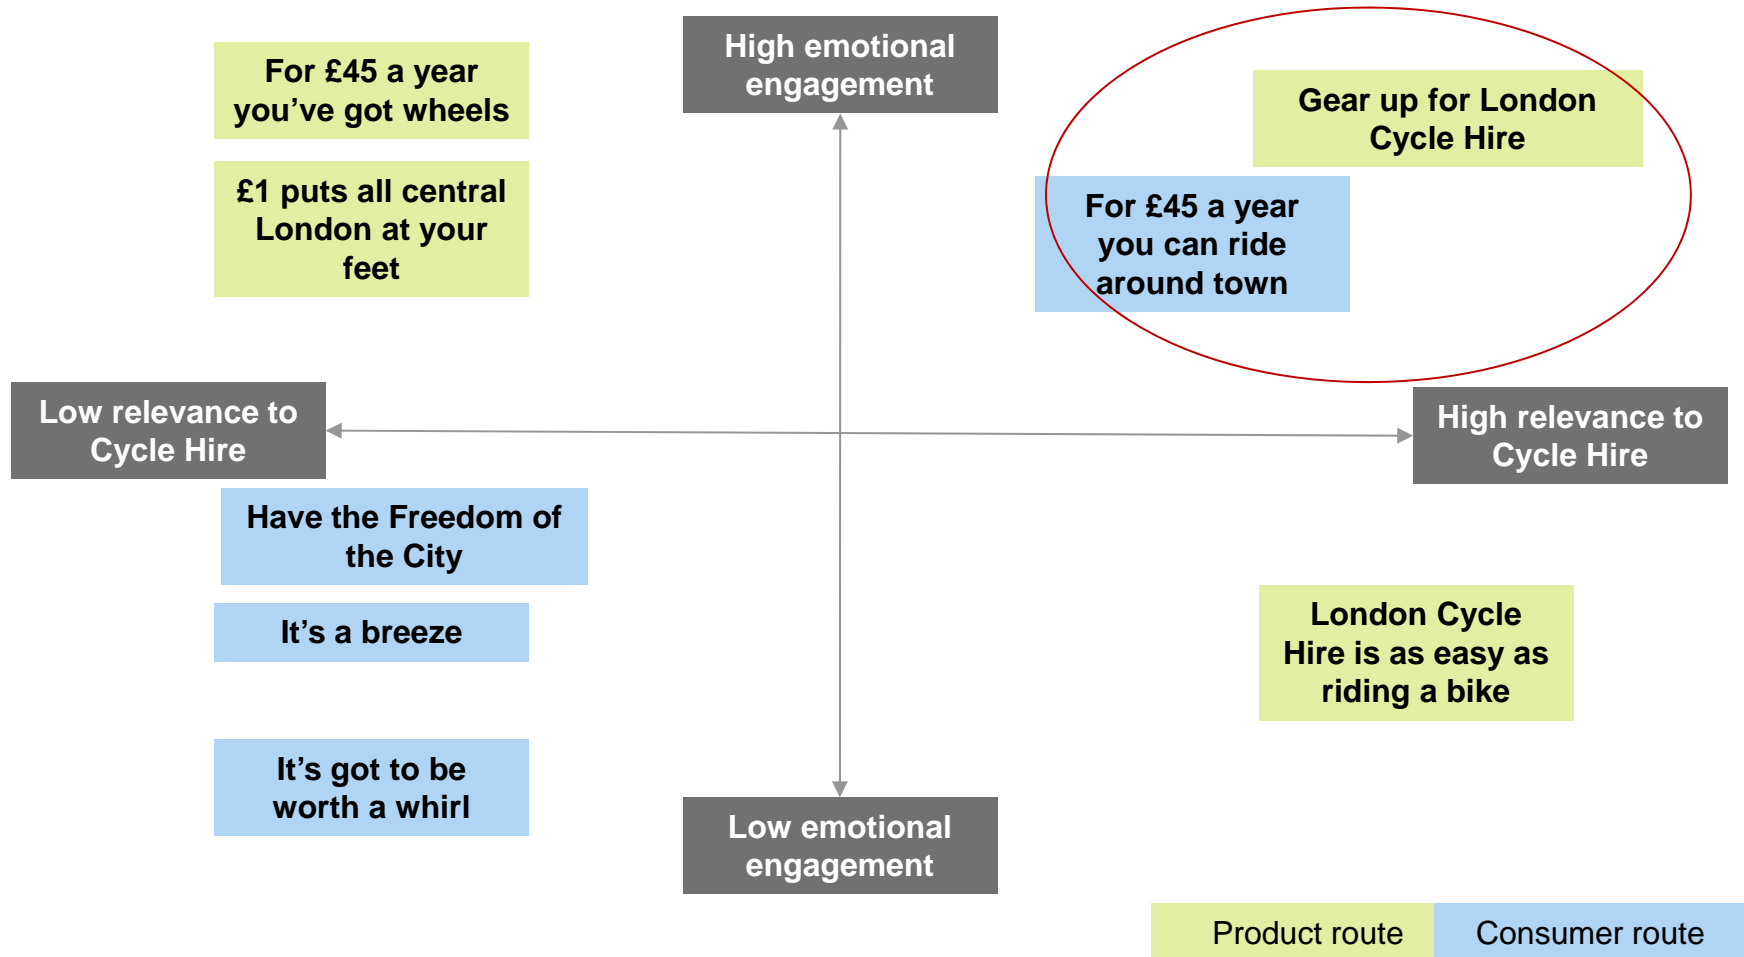 High emotional
engagement
For £45 a year
you’ve got wheels
Gear up for London
Cycle Hire
£1 puts all central
London at your
feet
For £45 a year
you can ride
around town
Low relevance to
Cycle Hire
High relevance to
Cycle Hire
Have the Freedom of
the City
It’s a breeze
London Cycle
Hire is as easy as
riding a bike
It’s got to be
worth a whirl
Low emotional
engagement
Product route
Consumer route